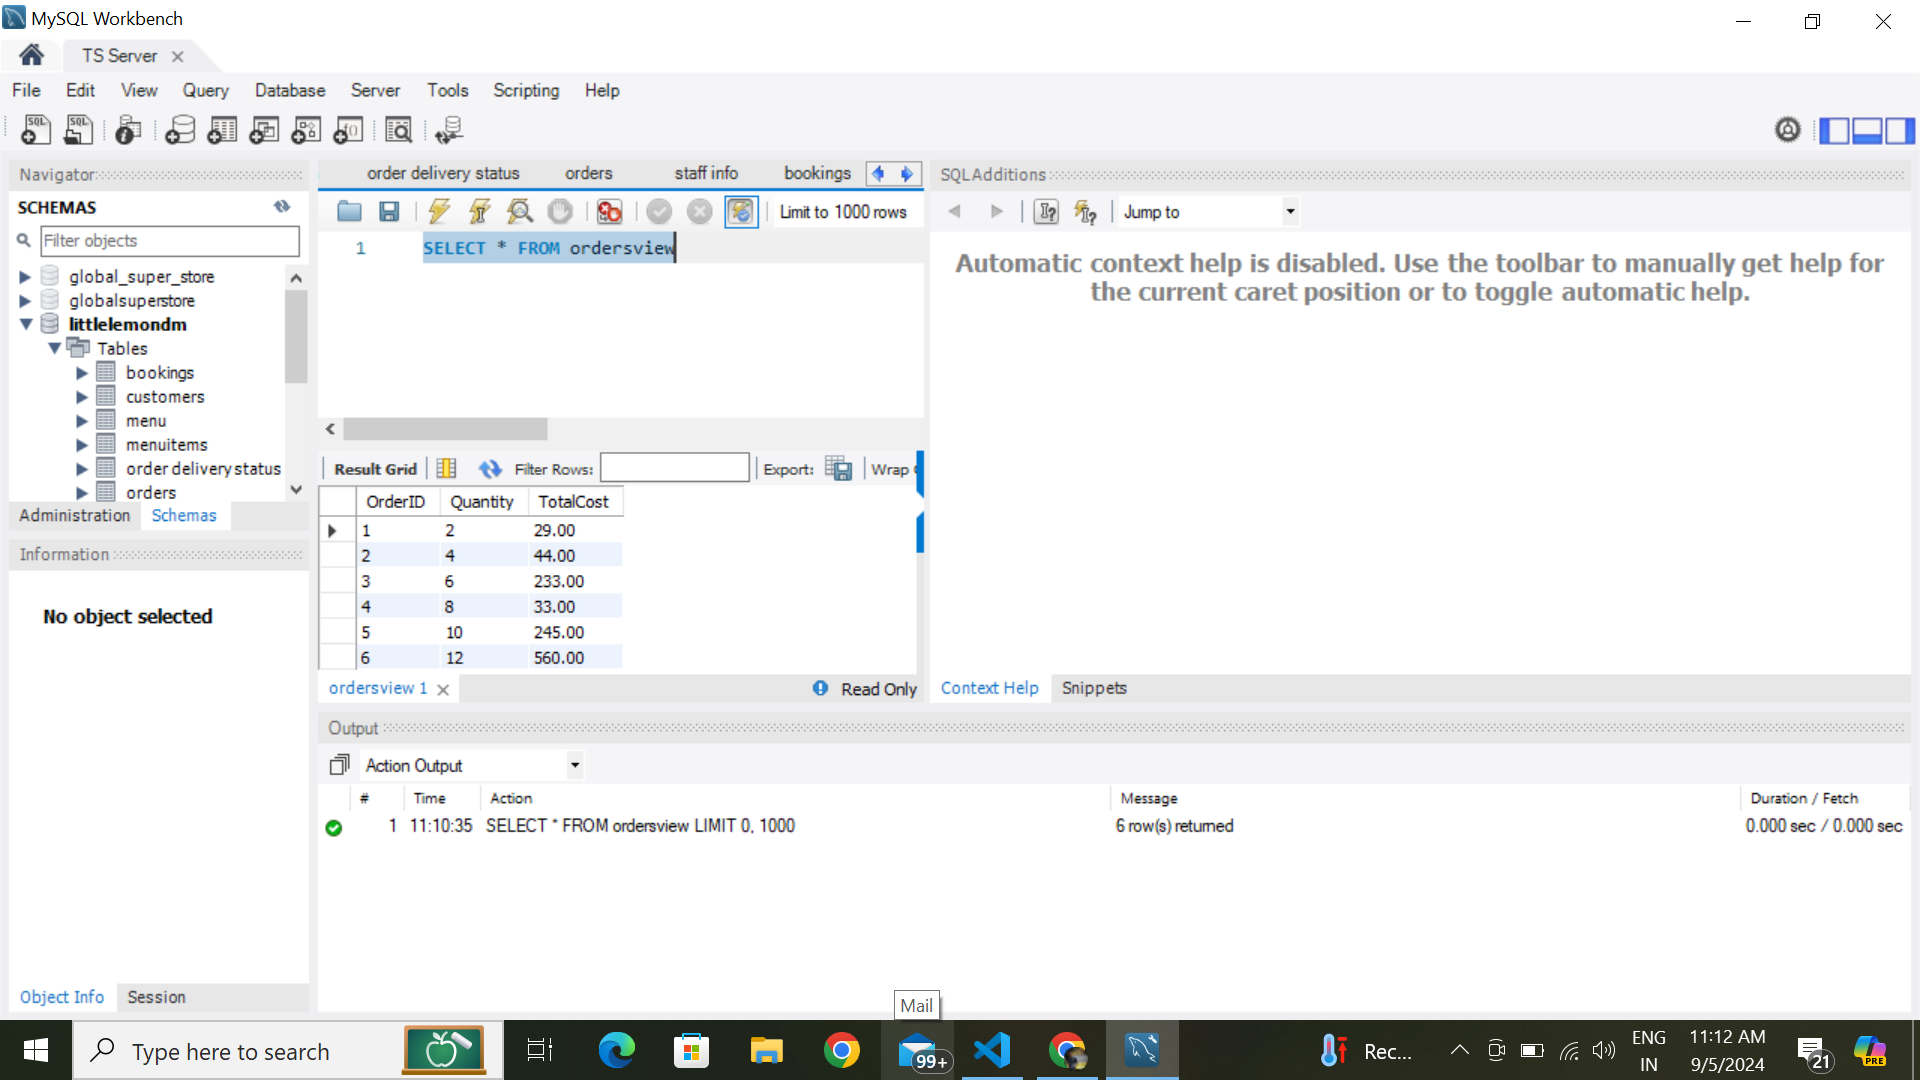 MySQL Workbench
TS Server
File Edit View Query Database Server Tools Scripting Help
Navigator
SCHEMAS
Filter objects
global_super_store
globalsuperstore
littlelemondm
Tables
bookings
customers
menu
menuitems
order delivery status
orders
Administration Schemas
Information
No object selected
Object Info Session
order delivery status orders staff info bookings
Limit to 1000 rows
1 SELECT * FROM ordersview
Result Grid Filter Rows: Export: Wrap
OrderID Quantity TotalCost
1 2 29.00
2 4 44.00
3 6 233.00
4 8 33.00
5 10 245.00
6 12 560.00
ordersview 1 Read Only
SQLAdditions
Jump to
Automatic context help is disabled. Use the toolbar to manually get help for
the current caret position or to toggle automatic help.
Context Help Snippets
Output
Action Output
# Time Action Message Duration / Fetch
1 11:10:35 SELECT * FROM ordersview LIMIT 0, 1000 6 row(s) returned 0.000 sec / 0.000 sec
Mail
Type here to search
99+
Rec...
ENG
IN
11:12 AM
9/5/2024
21
PRE